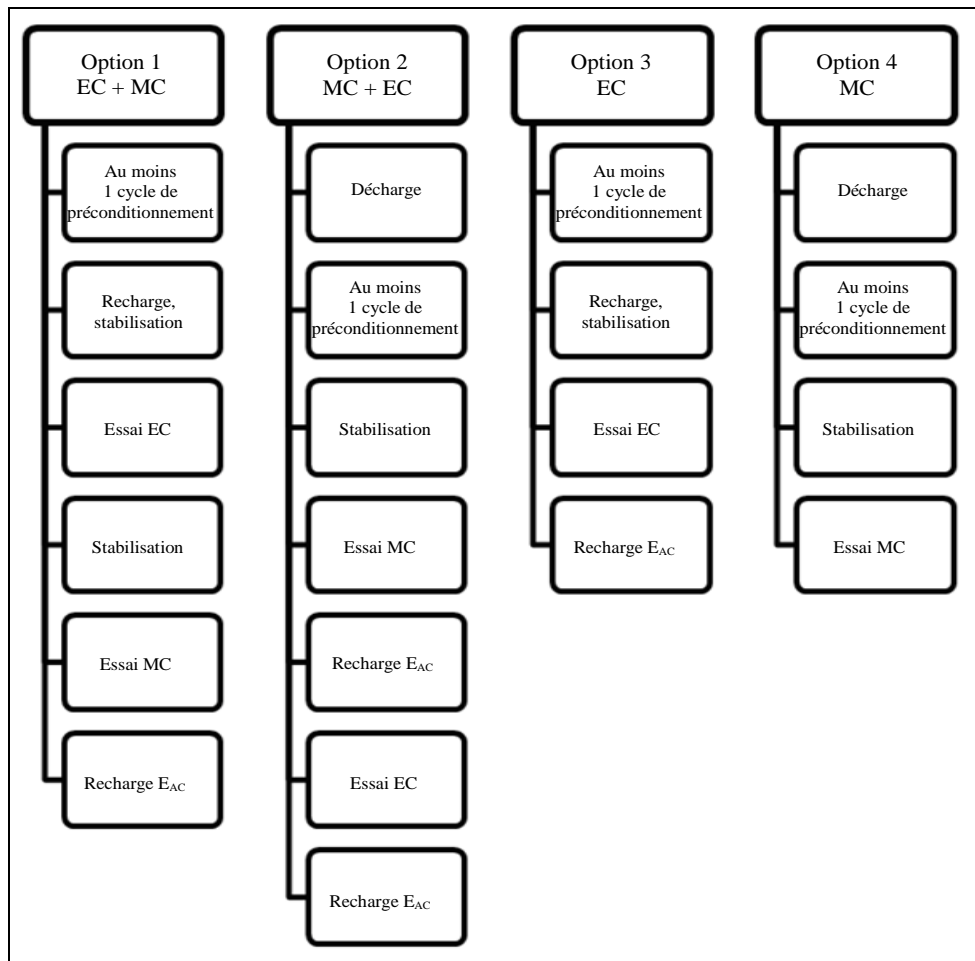 Option 1
EC + MC
Au moins
1 cycle de
préconditionnement
Recharge,
stabilisation
Essai EC
Stabilisation
Essai MC
Recharge EAC
Option 2
MC + EC
Décharge
Au moins
1 cycle de
préconditionnement
Stabilisation
Essai MC
Recharge EAC
Essai EC
Recharge EAC
Option 3
EC
Au moins
1 cycle de
préconditionnement
Recharge,
stabilisation
Essai EC
Recharge EAC
Option 4
MC
Décharge
Au moins
1 cycle de
préconditionnement
Stabilisation
Essai MC